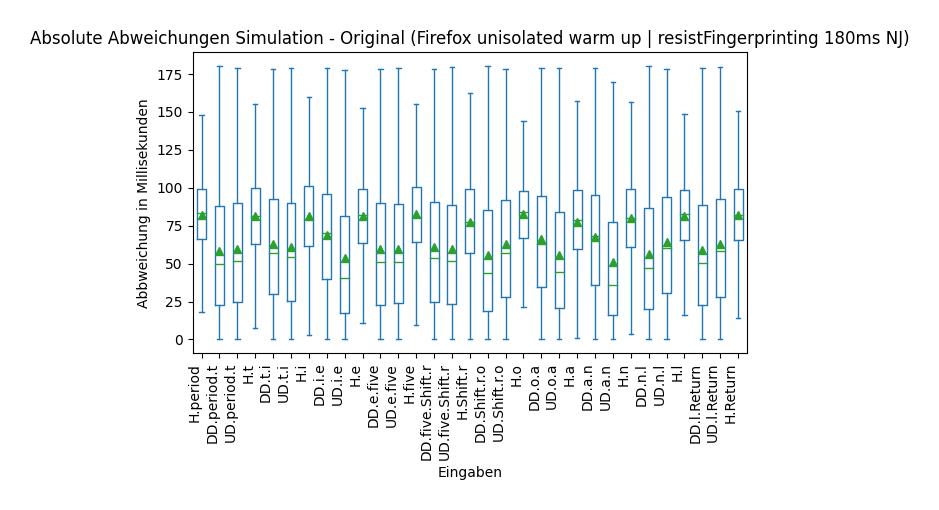 Absolute Abweichungen Simulation - Original (Firefox unisolated warm up | resistFingerprinting 180ms NJ)
Abbweichung in Millisekunden
175
150
125
100
75
50
25
0
H.period
DD.period.t
UD.period.t
H.t
DD.t.i
UD.t.i
H.i
DD.i.e
UD.i.e
H.e
DD.e.five
UD.e.five
H.five
DD.five.Shift.r
UD.five.Shift.r
H.Shift.r
DD.Shift.r.o
UD.Shift.r.o
H.o
DD.o.a
UD.o.a
H.a
DD.a.n
UD.a.n
H.n
DD.n.l
UD.n.l
H.l
DD.l.Return
UD.l.Return
H.Return
Eingaben